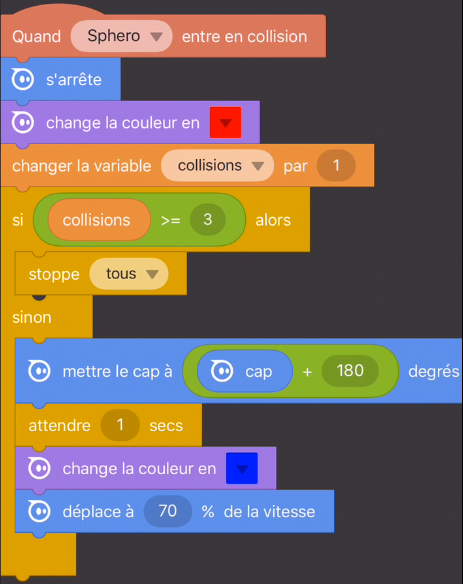 Quand Sphero entre en collision
s'arrête
change la couleur en
changer la variable collisions par 1
si collisions >= 3 alors
stoppe tous
sinon
mettre le cap à cap + 180 degrés
attendre 1 secs
change la couleur en
déplace à 70 % de la vitesse